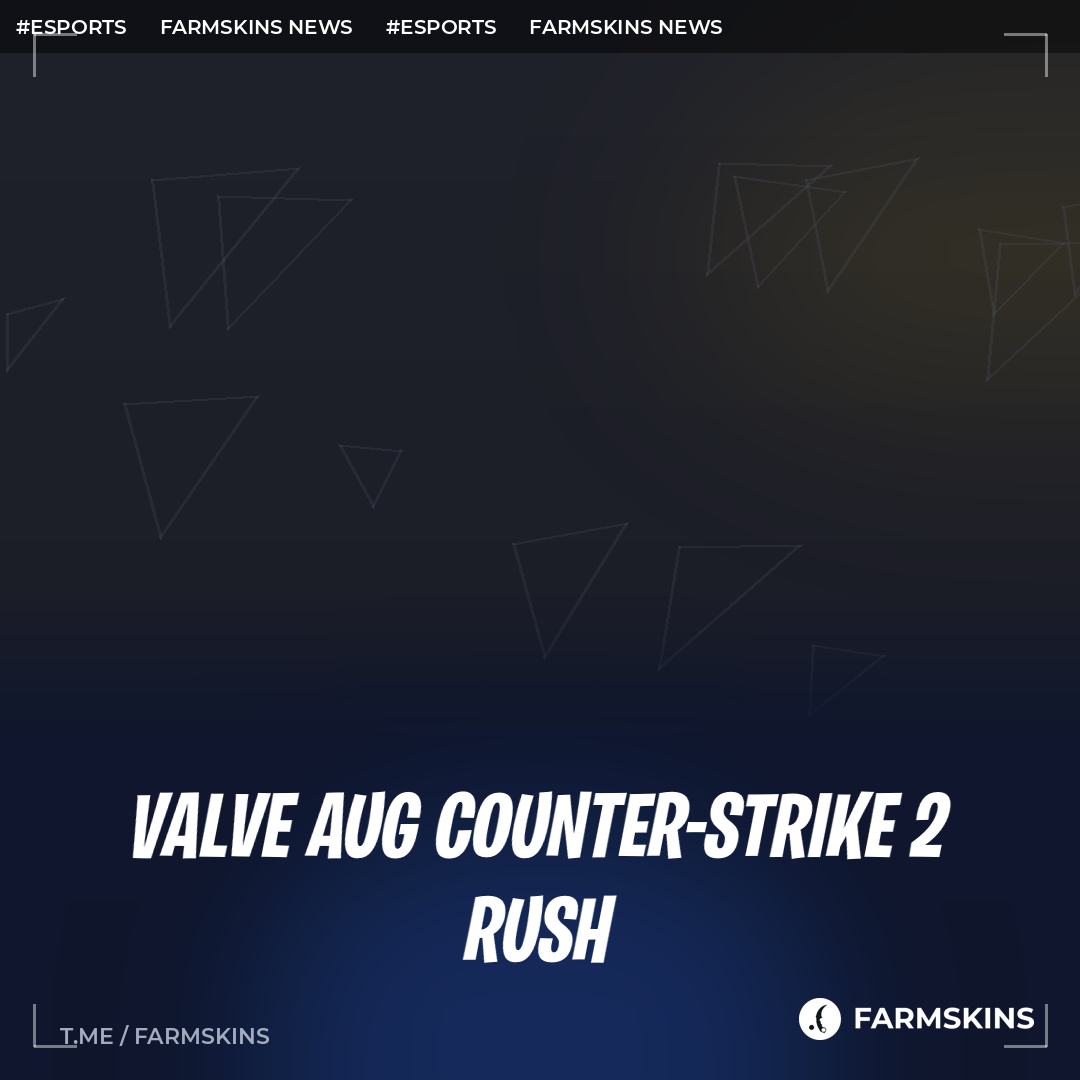 #ESPORTS FARMSKINS NEWS #ESPORTS FARMSKINS NEWS
VALVE AUG COUNTER-STRIKE 2
RUSH
T.ME / FARMSKINS
FARMSKINS